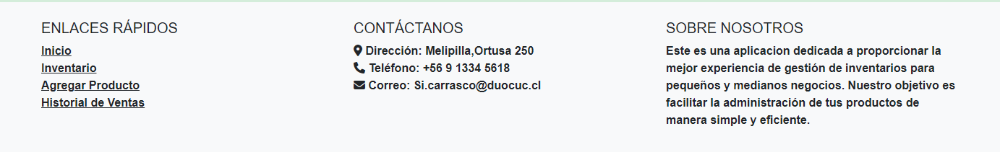 ENLACES RÁPIDOS
Inicio
Inventario
Agregar Producto
Historial de Ventas
CONTÁCTANOS
Dirección: Melipilla,Ortusa 250
Teléfono: +56 9 1334 5618
Correo: Si.carrasco@duocuc.cl
SOBRE NOSOTROS
Este es una aplicacion dedicada a proporcionar la
mejor experiencia de gestión de inventarios para
pequeños y medianos negocios. Nuestro objetivo es
facilitar la administración de tus productos de
manera simple y eficiente.